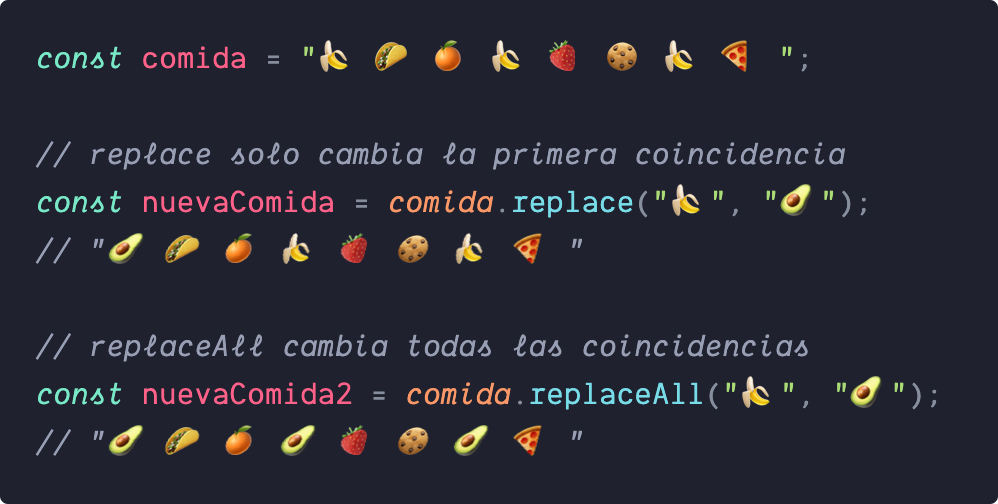 const comida = "🍌 🌮 🍊 🍌 🍓 🍪 🍌 🍕 ";
// replace solo cambia la primera coincidencia
const nuevaComida = comida.replace("🍌 ", "🥑 ");
// "🥑 🌮 🍊 🍌 🍓 🍪 🍌 🍕 "
// replaceAll cambia todas las coincidencias
const nuevaComida2 = comida.replaceAll("🍌 ", "🥑 ");
// "🥑 🌮 🍊 🥑 🍓 🍪 🥑 🍕 "